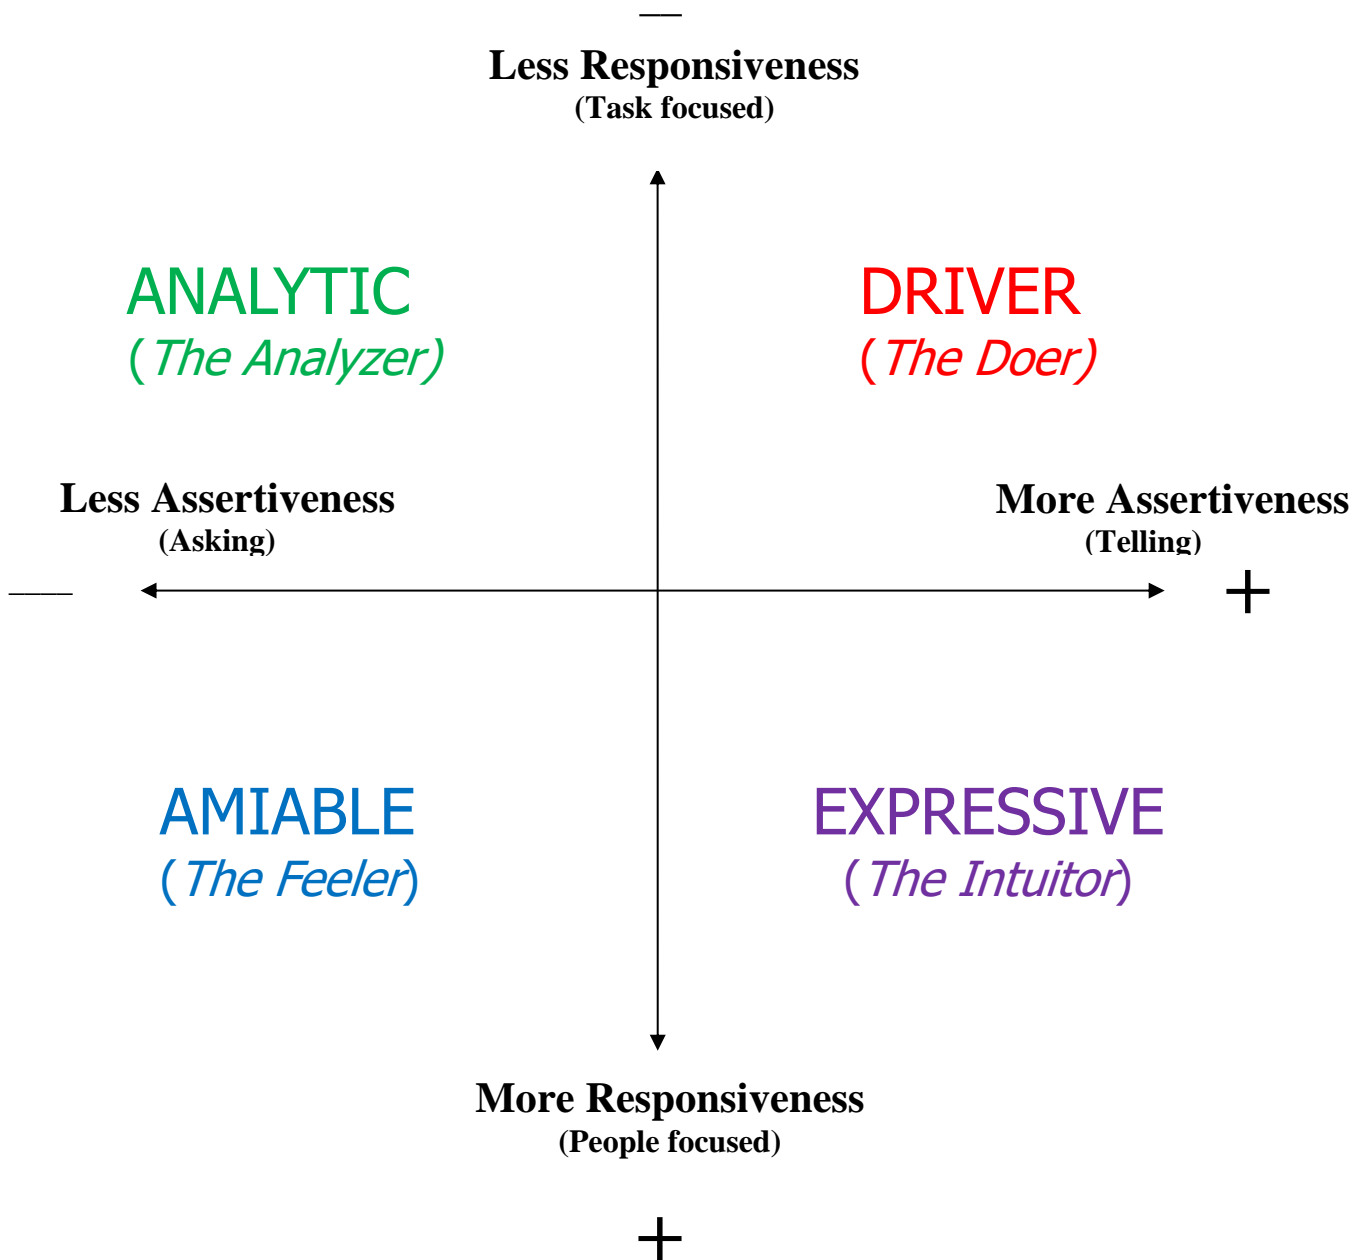 Less Responsiveness
(Task focused)
ANALYTIC
(The Analyzer)
DRIVER
(The Doer)
Less Assertiveness
(Asking)
More Assertiveness
(Telling)
+
AMIABLE
(The Feeler)
EXPRESSIVE
(The Intuitor)
More Responsiveness
(People focused)
+